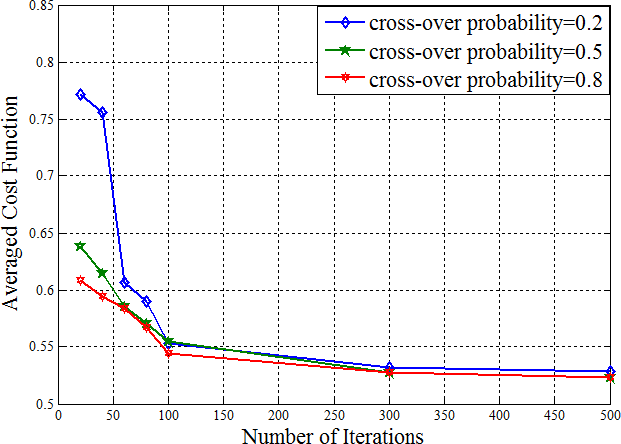 0.85
cross-over probability=0.2
cross-over probability=0.5
cross-over probability=0.8
0.8
0.75
0.7
0.65
0.6
0.55
0.5
Averaged Cost Function
0 50 100 150 200 250 300 350 400 450 500
Number of Iterations